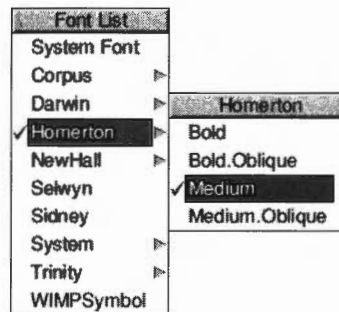 Font List
System Font
Corpus
Darwin
✓ Homerton
NewHall
Selwyn
Sidney
System
Trinity
WIMPSymbol
Homerton
Bold
Bold.Oblique
✓ Medium
Medium.Oblique